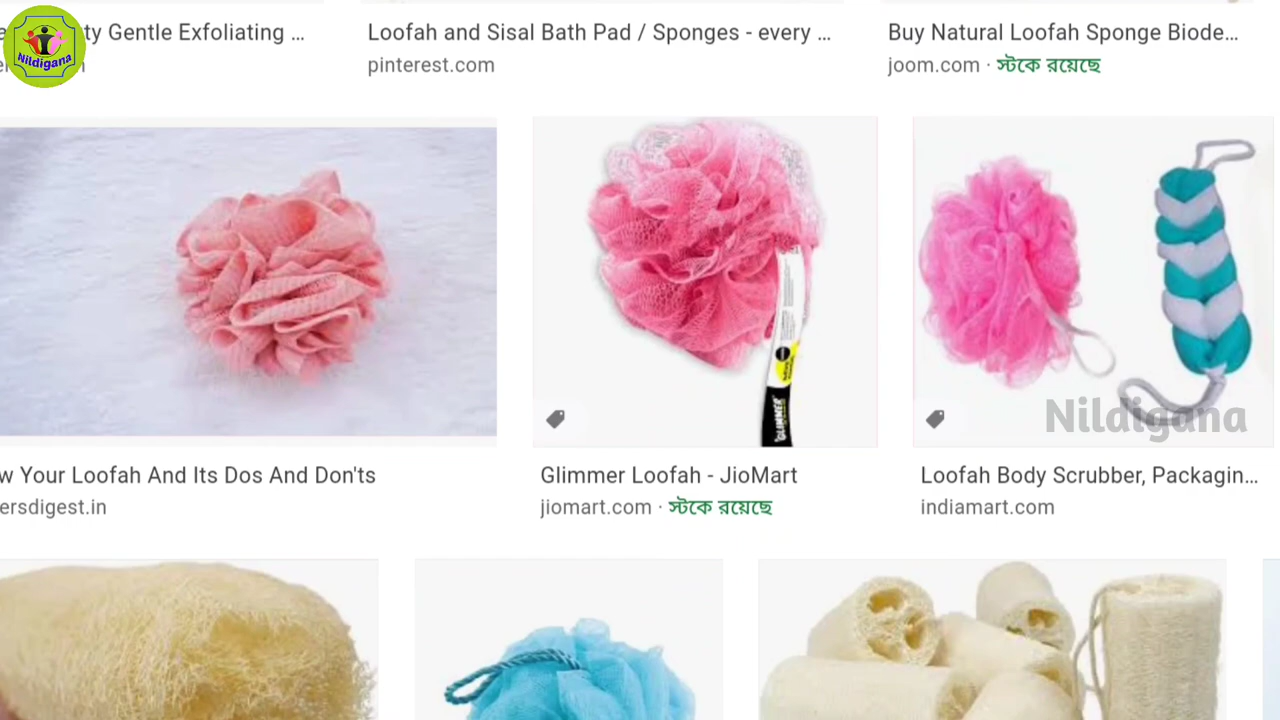 ty Gentle Exfoliating ...
Loofah and Sisal Bath Pad / Sponges - every ...
Buy Natural Loofah Sponge Biode...
Nildigana
pinterest.com
joom.com · স্টকে রয়েছে
GLIMMER
Nildigana
w Your Loofah And Its Dos And Don'ts
Glimmer Loofah - JioMart
Loofah Body Scrubber, Packagin...
ersdigest.in
jiomart.com · স্টকে রয়েছে
indiamart.com